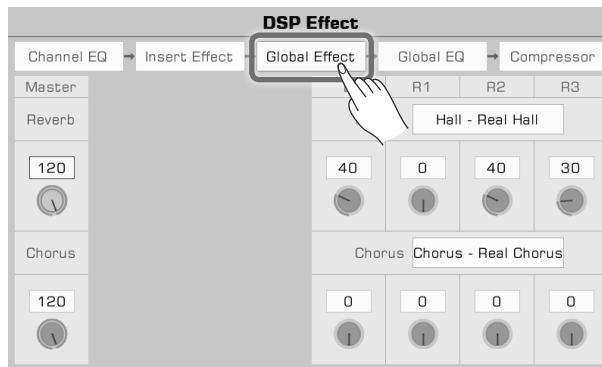 DSP Effect
Channel EQ Insert Effect Global Effect Global EQ Compressor
Master R1 R2 R3
Reverb Hall - Real Hall
120 40 0 40 30
Chorus Chorus Chorus - Real Chorus
120 0 0 0 0